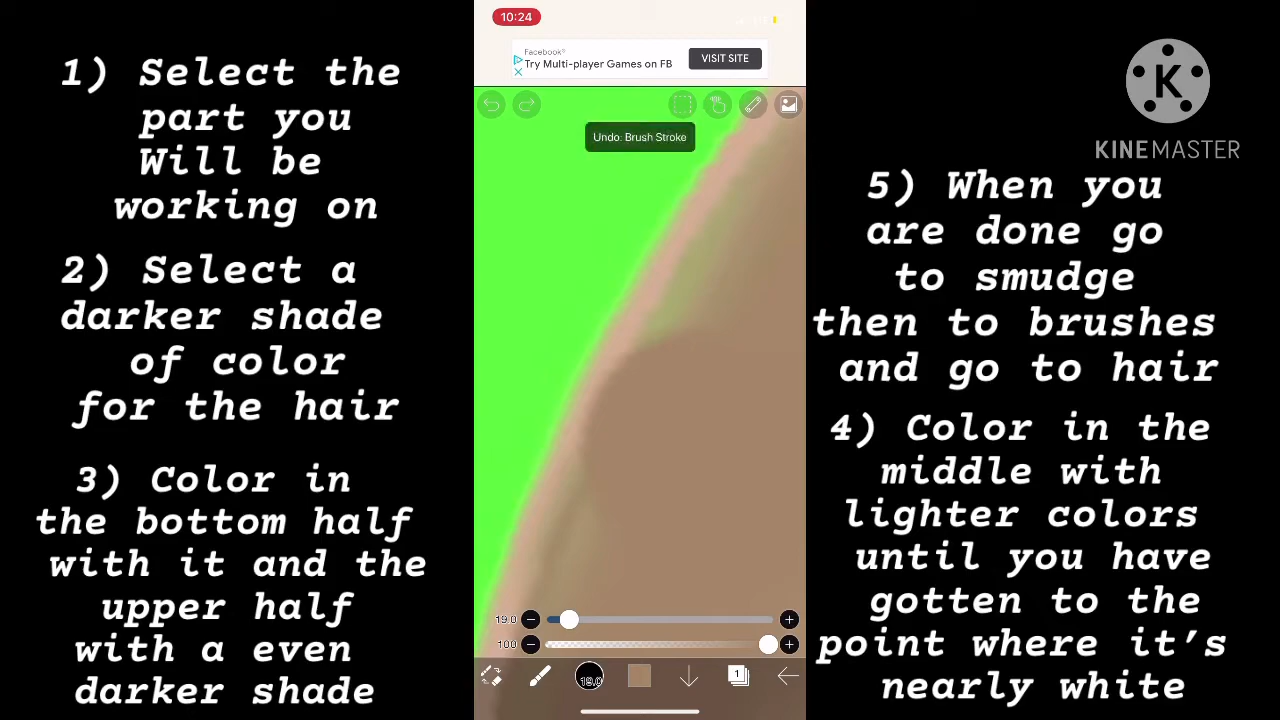 1) Select the
part you
Will be
working on
2) Select a
darker shade
of color
for the hair
3) Color in
the bottom half
with it and the
upper half
with a even
darker shade
10:24
Facebook®
Try Multi-player Games on FB
VISIT SITE
Undo: Brush Stroke
19.0
100
19.0
1
K
KINEMASTER
5) When you
are done go
to smudge
then to brushes
and go to hair
4) Color in the
middle with
lighter colors
until you have
gotten to the
point where it's
nearly white